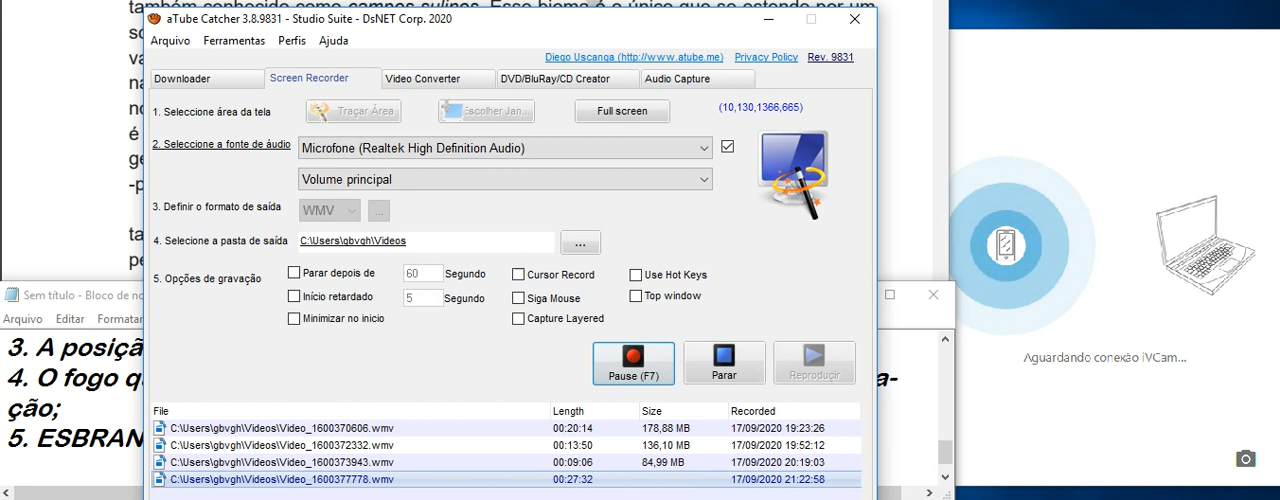 também conhecido como campos sulinos. Esse bioma é o único que se estende por um
aTube Catcher 3.8.9831 - Studio Suite - DsNET Corp. 2020
Arquivo Ferramentas Perfis Ajuda
Diego Uscanga (http://www.atube.me) Privacy Policy Rev. 9831
Downloader Screen Recorder Video Converter DVD/BluRay/CD Creator Audio Capture
1. Seleccione área da tela Traçar Área Escolher Jan... Full screen (10,130,1366,665)
2. Seleccione a fonte de áudio Microfone (Realtek High Definition Audio)
é
Volume principal
3. Definir o formato de saída WMV ...
4. Selecione a pasta de saída C:\Users\gbvgh\Videos ...
5. Opções de gravação Parar depois de 60 Segundo Cursor Record Use Hot Keys
Início retardado 5 Segundo Siga Mouse Top window
Minimizar no inicio Capture Layered
Pause (F7) Parar Reproduçir
File Length Size Recorded
C:\Users\gbvgh\Videos\Video_1600370606.wmv 00:20:14 178,88 MB 17/09/2020 19:23:26
C:\Users\gbvgh\Videos\Video_1600372332.wmv 00:13:50 136,10 MB 17/09/2020 19:52:12
C:\Users\gbvgh\Videos\Video_1600373943.wmv 00:09:06 84,99 MB 17/09/2020 20:19:03
C:\Users\gbvgh\Videos\Video_1600377778.wmv 00:27:32 17/09/2020 21:22:58
Sem título - Bloco de no
Arquivo Editar Formatar
3. A posiçã
4. O fogo q a-
ção;
5. ESBRAN
Aguardando conexão iVCam...